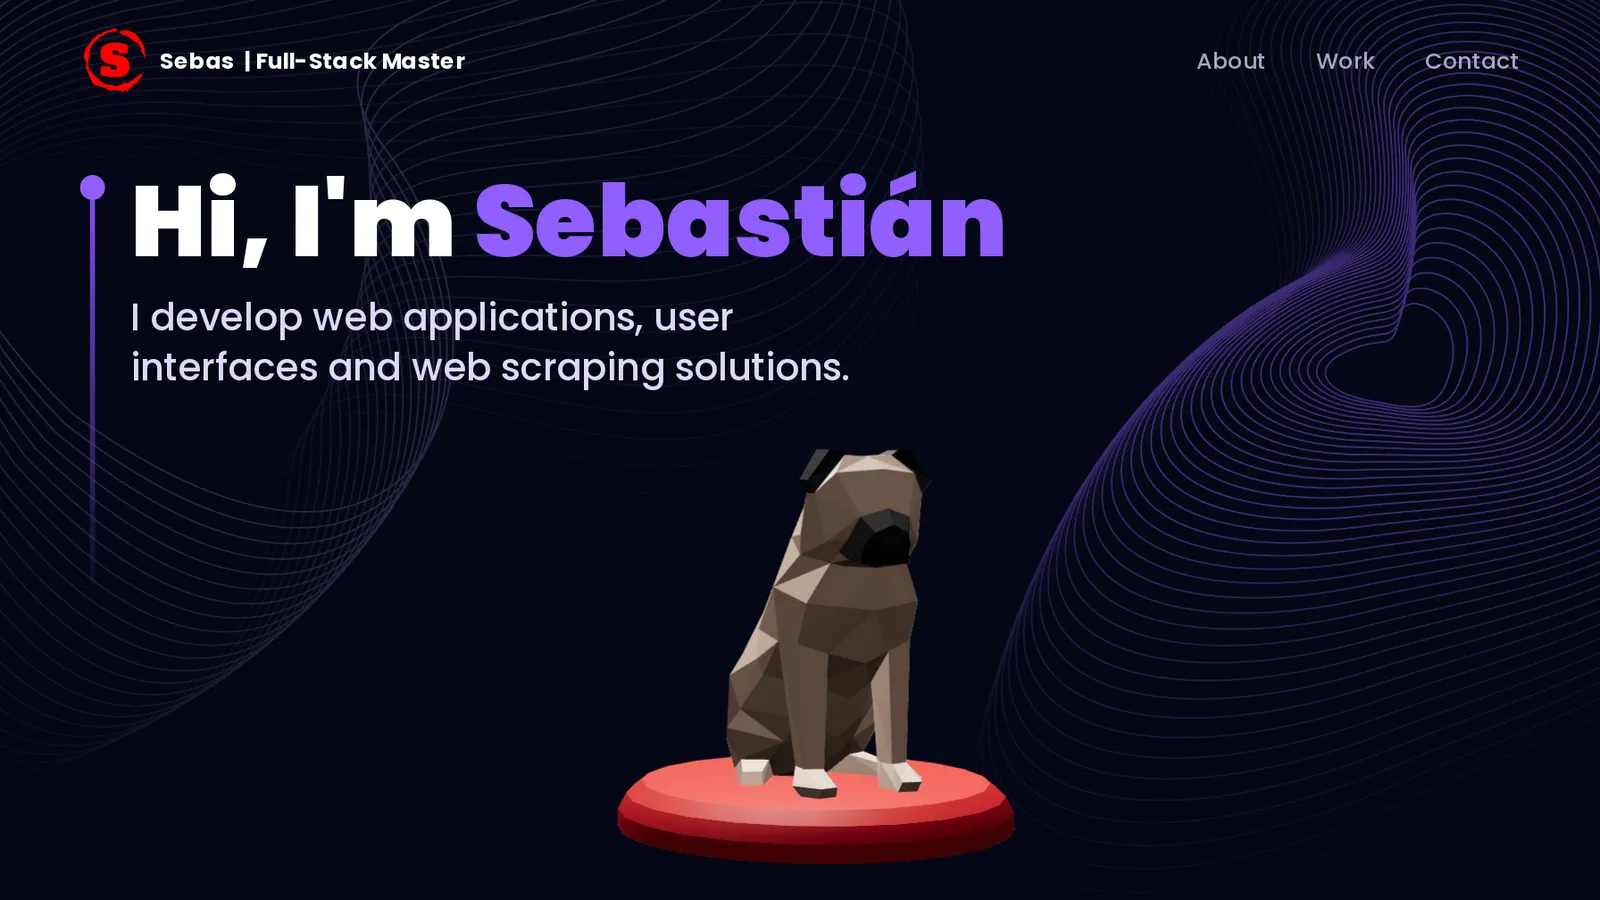 S
Sebas | Full-Stack Master
About
Work
Contact
Hi, I'm Sebastián
I develop web applications, user
interfaces and web scraping solutions.